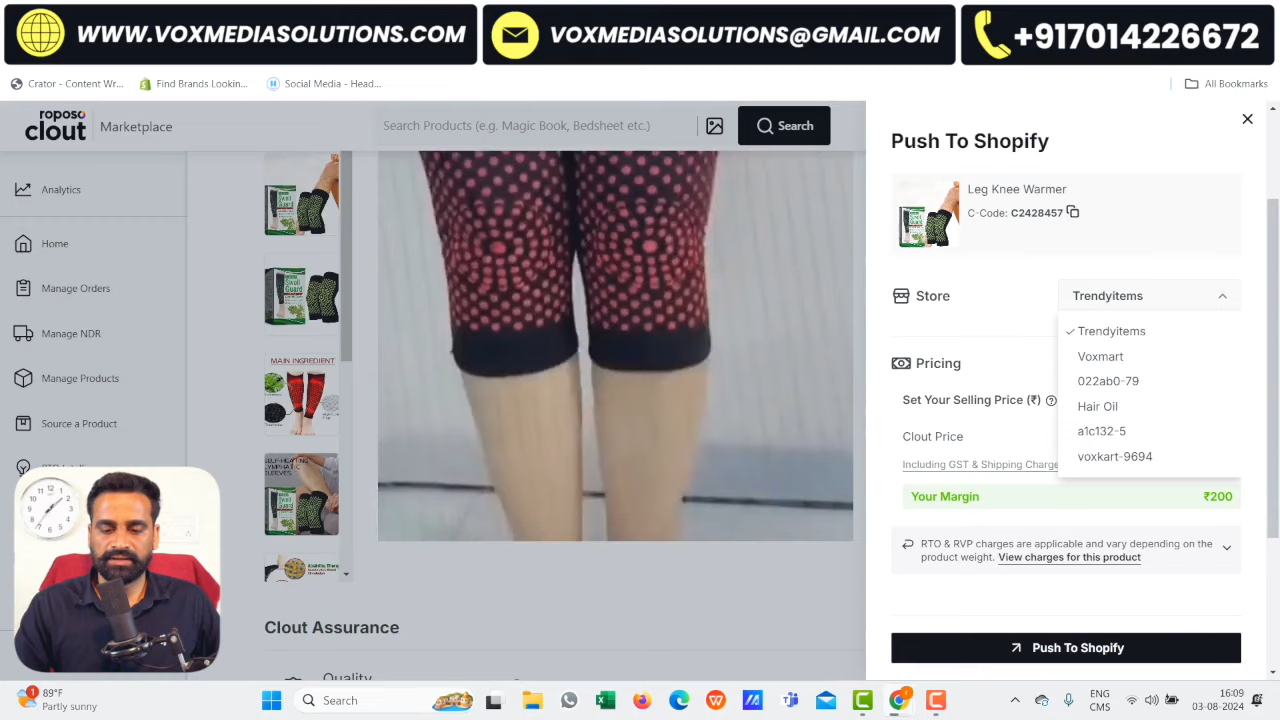 WWW.VOXMEDIASOLUTIONS.COM
VOXMEDIASOLUTIONS@GMAIL.COM
+917014226672
Crator - Content Wr...
Find Brands Lookin...
Social Media - Head...
All Bookmarks
roposo
clout
Marketplace
Search Products (e.g. Magic Book, Bedsheet etc.)
Search
Analytics
Home
Manage Orders
Manage NDR
Manage Products
Source a Product
MAIN INGREDIENT
Clout Assurance
Quality
Push To Shopify
Leg Knee Warmer
C-Code: C2428457
Store
Trendyitems
Trendyitems
Voxmart
022ab0-79
Hair Oil
a1c132-5
voxkart-9694
Pricing
Set Your Selling Price (₹)
Clout Price
Including GST & Shipping Charge
Your Margin
₹200
RTO & RVP charges are applicable and vary depending on the
product weight. View charges for this product
Push To Shopify
1
89°F
Partly sunny
Search
ENG
CMS
16:09
03-08-2024